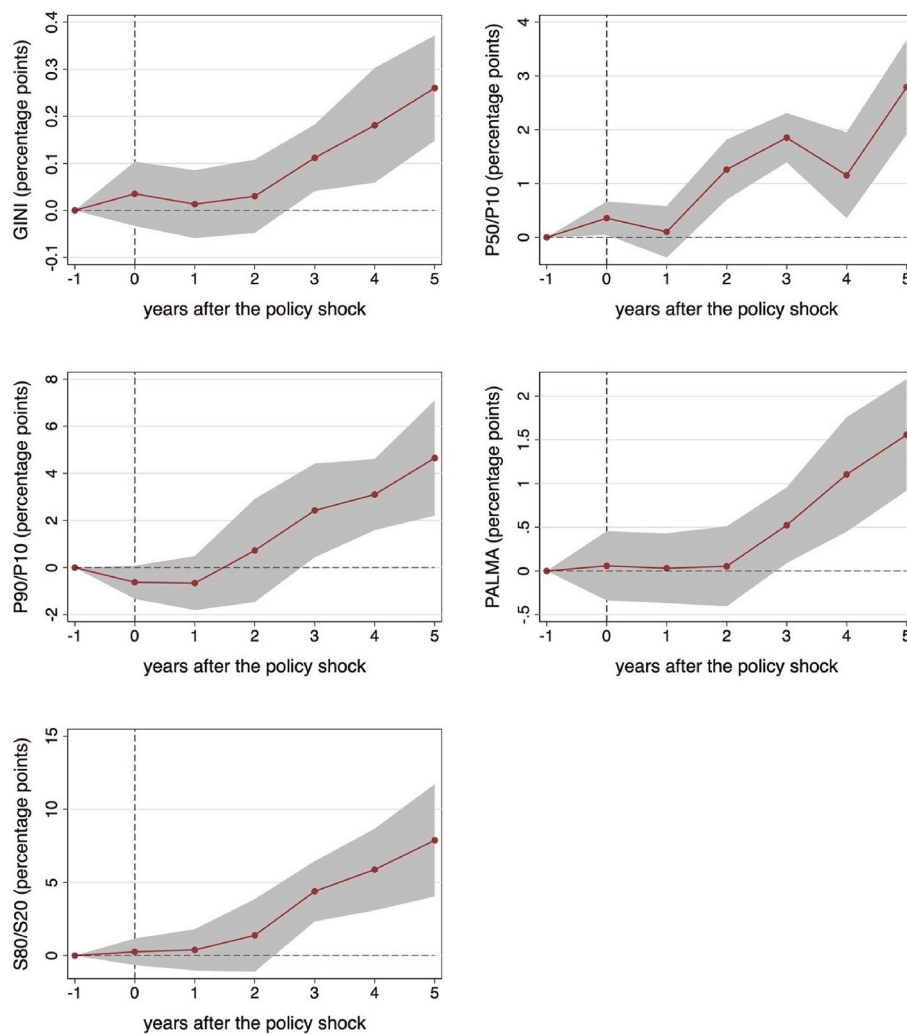 GINI (percentage points)
0.4
0.3
0.2
0.1
0.0
-0.1
-1 0 1 2 3 4 5
years after the policy shock
P50/P10 (percentage points)
4
3
2
1
0
-1 0 1 2 3 4 5
years after the policy shock
P90/P10 (percentage points)
8
6
4
2
0
-2
-1 0 1 2 3 4 5
years after the policy shock
PALMA (percentage points)
2
1.5
1
.5
0
-.5
-1 0 1 2 3 4 5
years after the policy shock
S80/S20 (percentage points)
15
10
5
0
-1 0 1 2 3 4 5
years after the policy shock